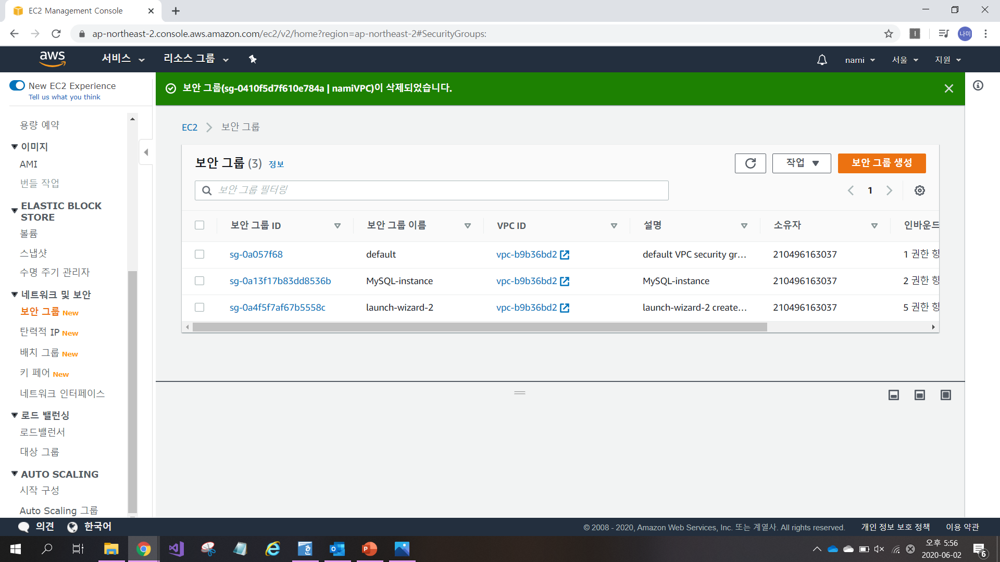 EC2 Management Console
ap-northeast-2.console.aws.amazon.com/ec2/v2/home?region=ap-northeast-2#SecurityGroups:
나미
aws 서비스 리소스 그룹 nami 서울 지원
New EC2 Experience
Tell us what you think
용량 예약
이미지
AMI
번들 작업
ELASTIC BLOCK
STORE
볼륨
스냅샷
수명 주기 관리자
네트워크 및 보안
보안 그룹 New
탄력적 IP New
배치 그룹 New
키 페어 New
네트워크 인터페이스
로드 밸런싱
로드밸런서
대상 그룹
AUTO SCALING
시작 구성
Auto Scaling 그룹
보안 그룹(sg-0410f5d7f610e784a | namiVPC)이 삭제되었습니다.
EC2 보안 그룹
보안 그룹 (3) 정보
작업
보안 그룹 생성
보안 그룹 필터링
1
보안 그룹 ID 보안 그룹 이름 VPC ID 설명 소유자 인바운드
sg-0a057f68 default vpc-b9b36bd2 default VPC security gr... 210496163037 1 권한 항
sg-0a13f17b83dd8536b MySQL-instance vpc-b9b36bd2 MySQL-instance 210496163037 2 권한 항
sg-0a4f5f7af67b5558c launch-wizard-2 vpc-b9b36bd2 launch-wizard-2 create... 210496163037 5 권한 항
의견 한국어
© 2008 - 2020, Amazon Web Services, Inc. 또는 계열사. All rights reserved. 개인 정보 보호 정책 이용 약관
오후 5:56
2020-06-02
6